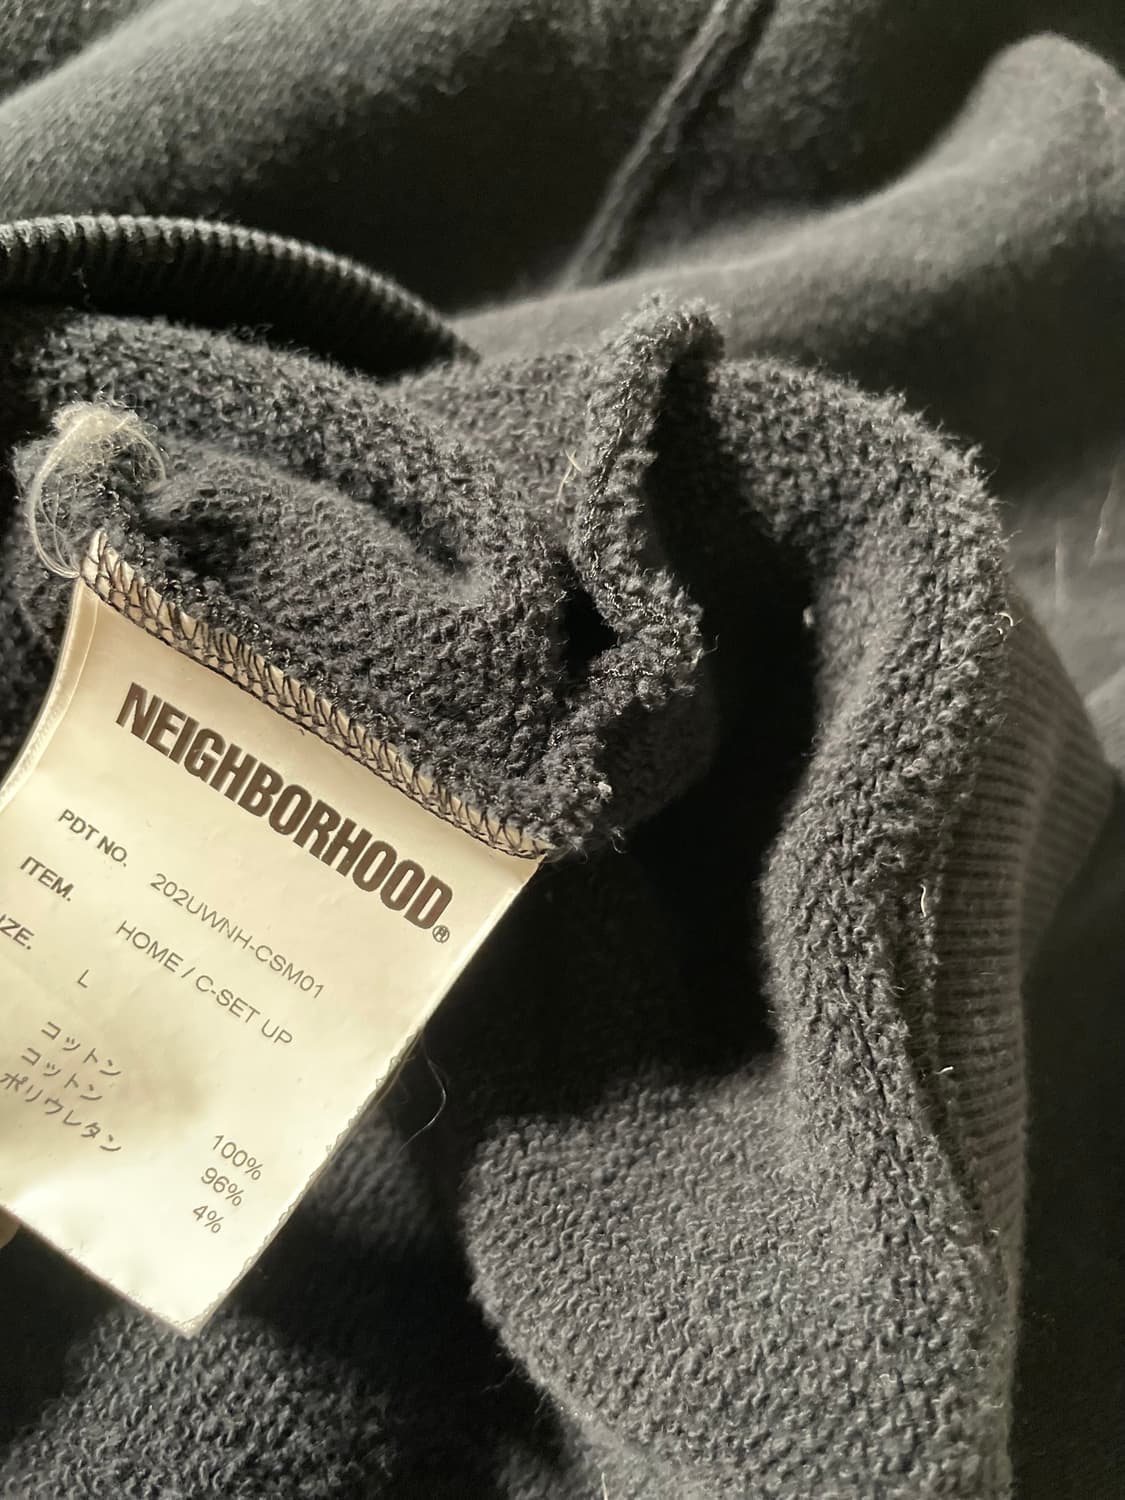 NEIGHBORHOOD®
PDT NO. 202UWNH-CSM01
ITEM. HOME / C-SET UP
IZE. L
コットン 100%
コットン 96%
ポリウレタン 4%